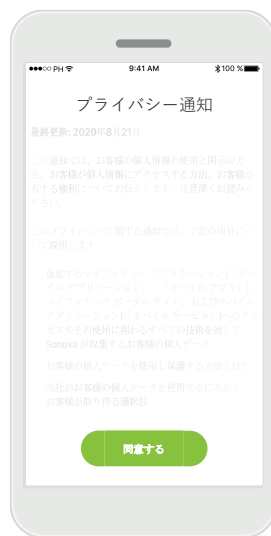 ●●●○○ PH 9:41 AM 100 %
プライバシー通知
最終更新: 2020年8月21日
この通知では、お客様の個人情報の使用と開示の方
法、お客様が個人情報にアクセスする方法、お客様が
有する権利についてお伝えします。注意深くお読みく
ださい。
このプライバシーに関する通知では、下記の項目につ
いて説明します
後述するマイフォナック アプリケーション(「モバ
イル アプリケーション」、「モバイル アプリ」)、
マイフォナック ポータル サイト、およびモバイル
アプリケーション(「モバイル サービス」)へのアク
セスやその使用に関わるすべての技術を通して
Sonova が収集するお客様の個人データ
お客様の個人データを使用し保護する方法とは?
当社がお客様の個人データを使用するにあたり
お客様が取り得る選択肢
同意する